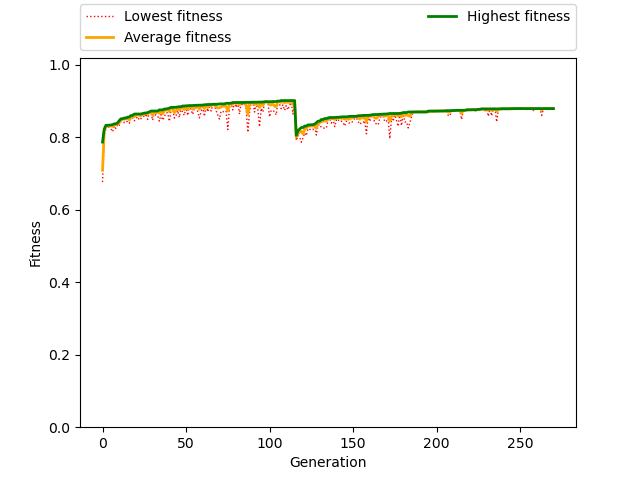 Lowest fitness
Average fitness
Highest fitness
1.0
0.8
0.6
0.4
0.2
0.0
Fitness
0 50 100 150 200 250
Generation